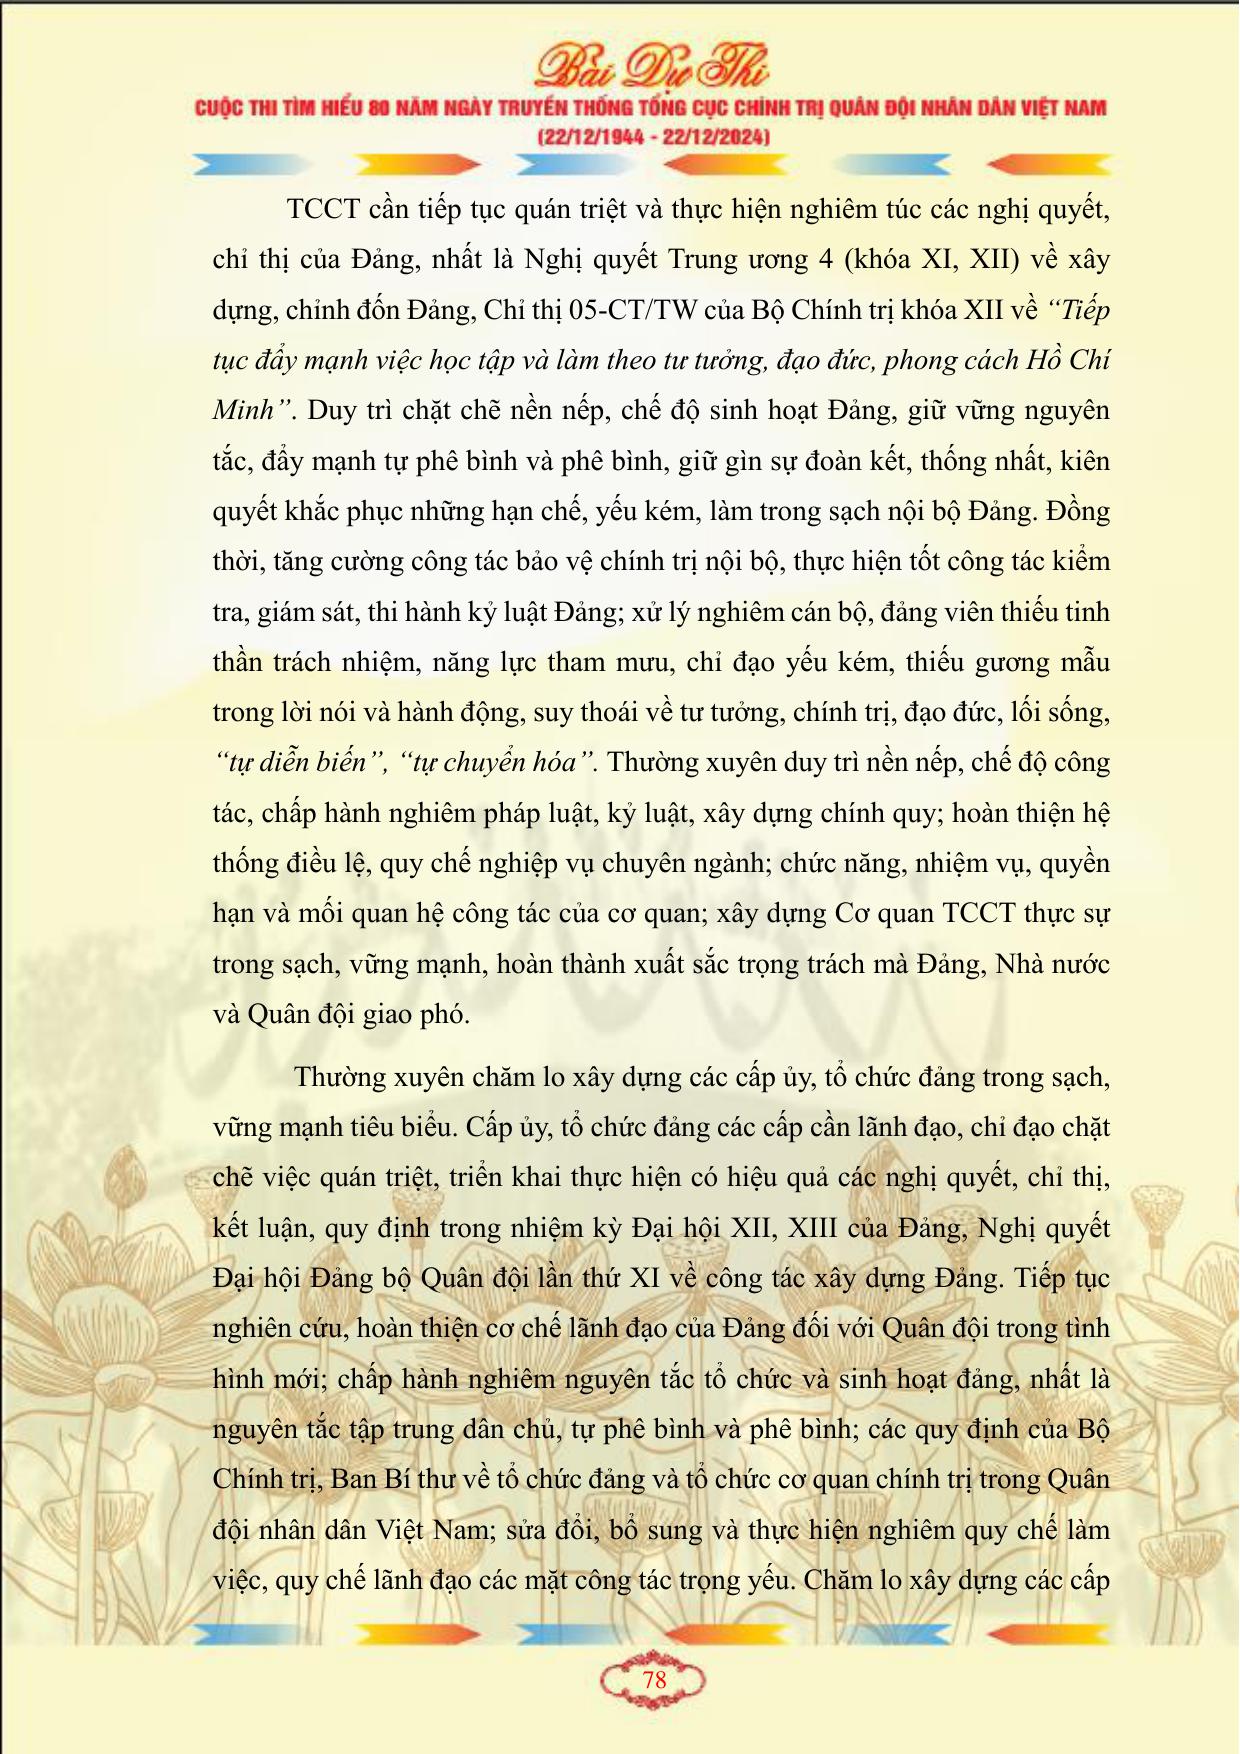 Bài Dự Thi
CUỘC THI TÌM HIỂU 80 NĂM NGÀY TRUYỀN THỐNG TỔNG CỤC CHÍNH TRỊ QUÂN ĐỘI NHÂN DÂN VIỆT NAM
(22/12/1944 - 22/12/2024)
TCCT cần tiếp tục quán triệt và thực hiện nghiêm túc các nghị quyết,
chỉ thị của Đảng, nhất là Nghị quyết Trung ương 4 (khóa XI, XII) về xây
dựng, chỉnh đốn Đảng, Chỉ thị 05-CT/TW của Bộ Chính trị khóa XII về “Tiếp
tục đẩy mạnh việc học tập và làm theo tư tưởng, đạo đức, phong cách Hồ Chí
Minh”. Duy trì chặt chẽ nền nếp, chế độ sinh hoạt Đảng, giữ vững nguyên
tắc, đẩy mạnh tự phê bình và phê bình, giữ gìn sự đoàn kết, thống nhất, kiên
quyết khắc phục những hạn chế, yếu kém, làm trong sạch nội bộ Đảng. Đồng
thời, tăng cường công tác bảo vệ chính trị nội bộ, thực hiện tốt công tác kiểm
tra, giám sát, thi hành kỷ luật Đảng; xử lý nghiêm cán bộ, đảng viên thiếu tinh
thần trách nhiệm, năng lực tham mưu, chỉ đạo yếu kém, thiếu gương mẫu
trong lời nói và hành động, suy thoái về tư tưởng, chính trị, đạo đức, lối sống,
“tự diễn biến”, “tự chuyển hóa”. Thường xuyên duy trì nền nếp, chế độ công
tác, chấp hành nghiêm pháp luật, kỷ luật, xây dựng chính quy; hoàn thiện hệ
thống điều lệ, quy chế nghiệp vụ chuyên ngành; chức năng, nhiệm vụ, quyền
hạn và mối quan hệ công tác của cơ quan; xây dựng Cơ quan TCCT thực sự
trong sạch, vững mạnh, hoàn thành xuất sắc trọng trách mà Đảng, Nhà nước
và Quân đội giao phó.
Thường xuyên chăm lo xây dựng các cấp ủy, tổ chức đảng trong sạch,
vững mạnh tiêu biểu. Cấp ủy, tổ chức đảng các cấp cần lãnh đạo, chỉ đạo chặt
chẽ việc quán triệt, triển khai thực hiện có hiệu quả các nghị quyết, chỉ thị,
kết luận, quy định trong nhiệm kỳ Đại hội XII, XIII của Đảng, Nghị quyết
Đại hội Đảng bộ Quân đội lần thứ XI về công tác xây dựng Đảng. Tiếp tục
nghiên cứu, hoàn thiện cơ chế lãnh đạo của Đảng đối với Quân đội trong tình
hình mới; chấp hành nghiêm nguyên tắc tổ chức và sinh hoạt đảng, nhất là
nguyên tắc tập trung dân chủ, tự phê bình và phê bình; các quy định của Bộ
Chính trị, Ban Bí thư về tổ chức đảng và tổ chức cơ quan chính trị trong Quân
đội nhân dân Việt Nam; sửa đổi, bổ sung và thực hiện nghiêm quy chế làm
việc, quy chế lãnh đạo các mặt công tác trọng yếu. Chăm lo xây dựng các cấp
78